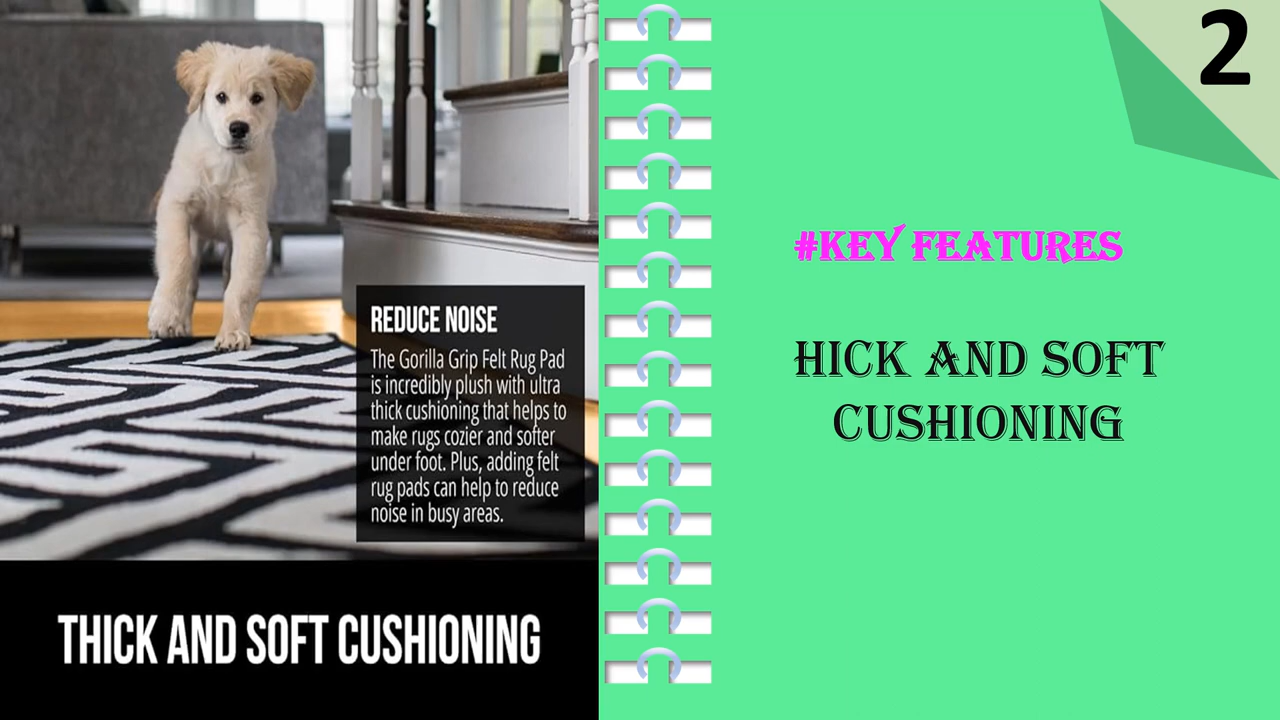 REDUCE NOISE
The Gorilla Grip Felt Rug Pad
is incredibly plush with ultra
thick cushioning that helps to
make rugs cozier and softer
under foot. Plus, adding felt
rug pads can help to reduce
noise in busy areas.
THICK AND SOFT CUSHIONING
2
#KEY FEATURES
HICK AND SOFT
CUSHIONING